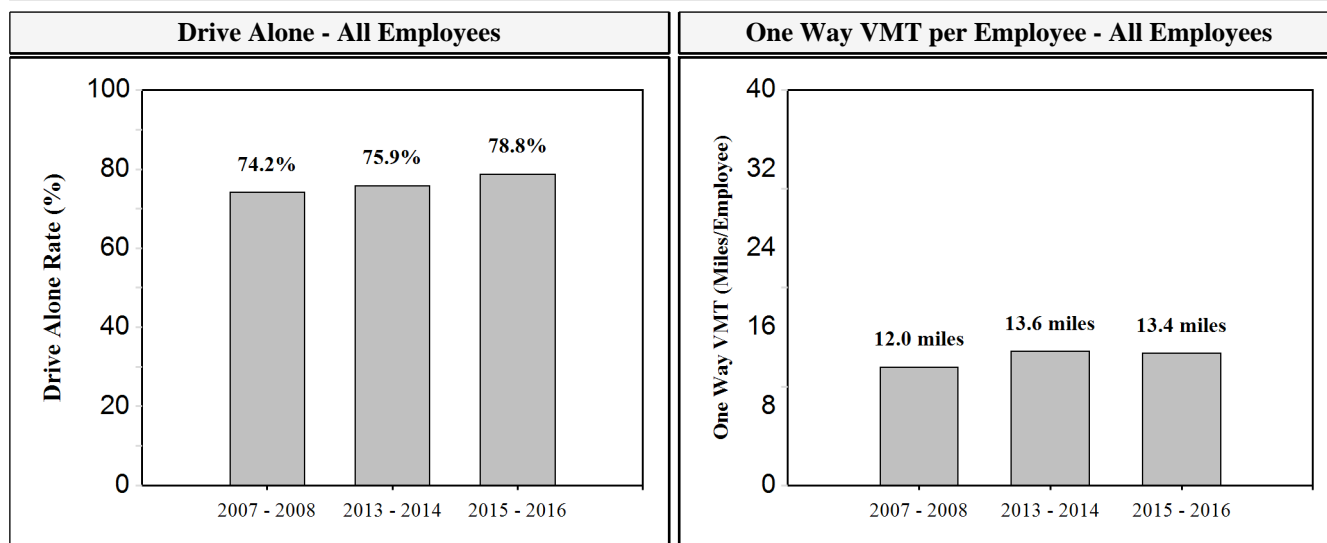 Drive Alone - All Employees
One Way VMT per Employee - All Employees
Drive Alone Rate (%)
100
80
60
40
20
0
74.2%
75.9%
78.8%
2007 - 2008
2013 - 2014
2015 - 2016
One Way VMT (Miles/Employee)
40
32
24
16
8
0
12.0 miles
13.6 miles
13.4 miles
2007 - 2008
2013 - 2014
2015 - 2016